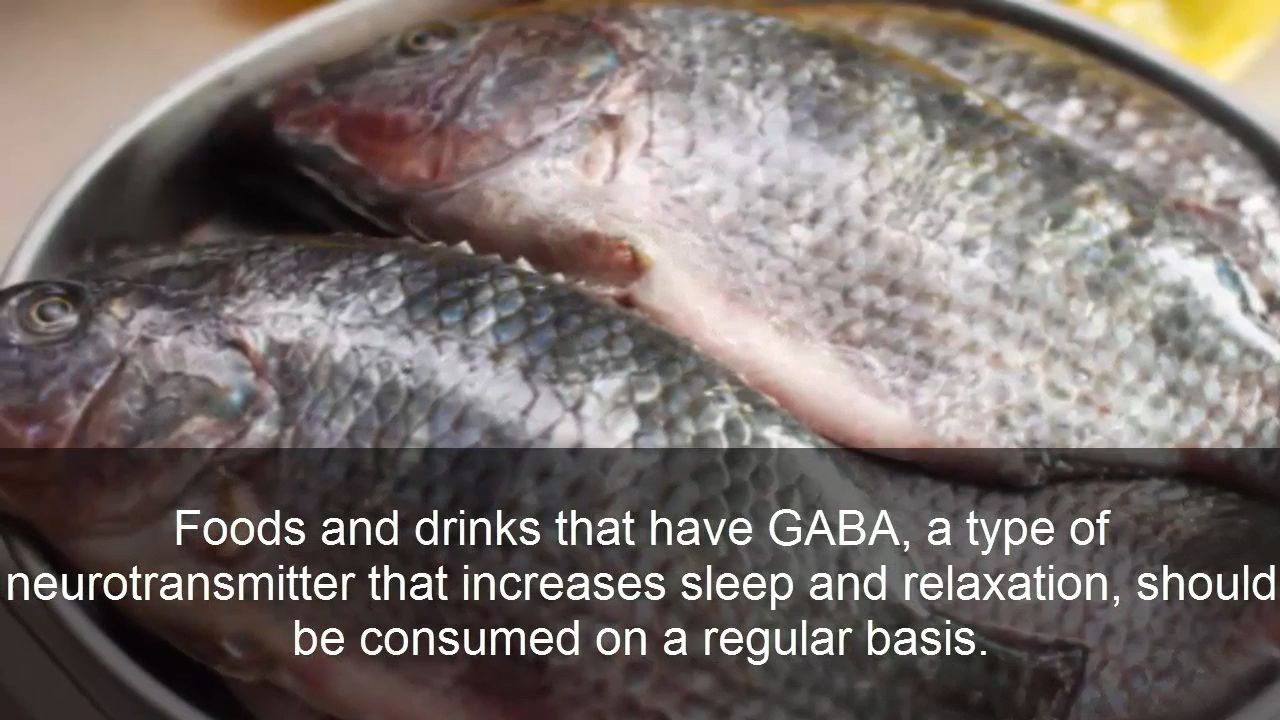 Foods and drinks that have GABA, a type of
neurotransmitter that increases sleep and relaxation, should
be consumed on a regular basis.